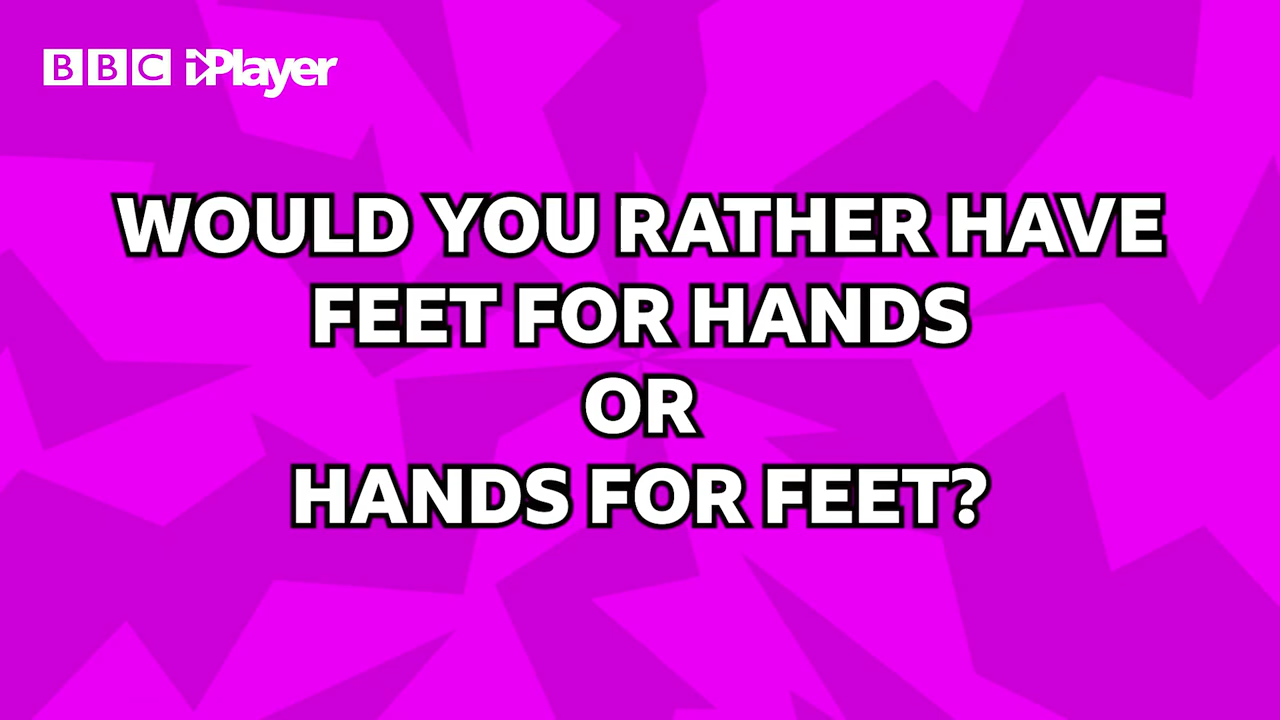 BBC iPlayer
WOULD YOU RATHER HAVE
FEET FOR HANDS
OR
HANDS FOR FEET?